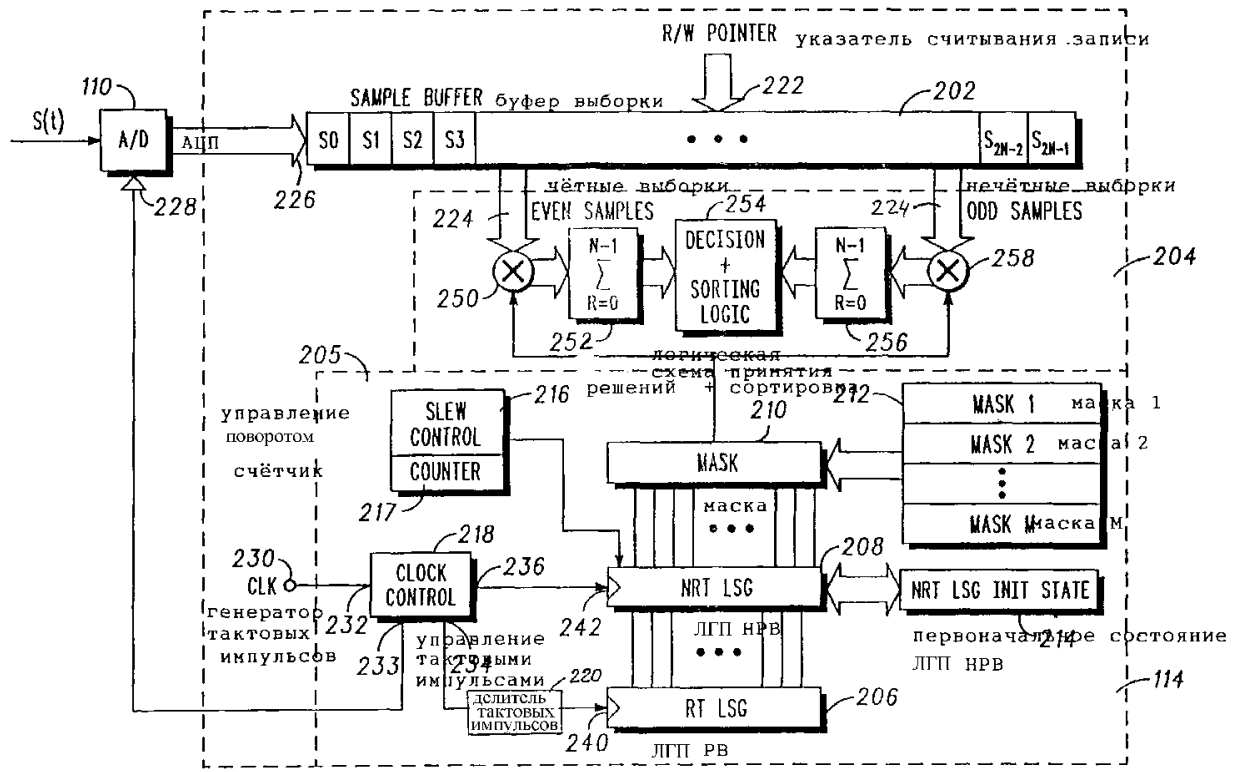 R/W POINTER указатель считывания записи
110
222
202
SAMPLE BUFFER буфер выборки
S(t)
A/D
АЦП
S0 S1 S2 S3 • • • S2N-2 S2N-1
228
226
чётные выборки
нечётные выборки
224
EVEN SAMPLES
254
224
ODD SAMPLES
N-1
Σ
R=0
DECISION
+
SORTING
LOGIC
N-1
Σ
R=0
250
258
204
252
256
205
логическая
схема принятия
решений + сортировка
управление
поворотом
счётчик
SLEW
CONTROL
COUNTER
216
217
210
MASK
маска
212
MASK 1 маска 1
MASK 2 маска 2
MASK M маска М
218
208
230
CLK
CLOCK
CONTROL
236
NRT LSG
NRT LSG INIT STATE
232
генератор
тактовых
импульсов
233
234
управление
тактовыми
импульсами
242
ЛГП НРВ
214
первоначальное состояние
ЛГП НРВ
220
делитель
тактовых
импульсов
240
RT LSG
206
114
ЛГП РВ